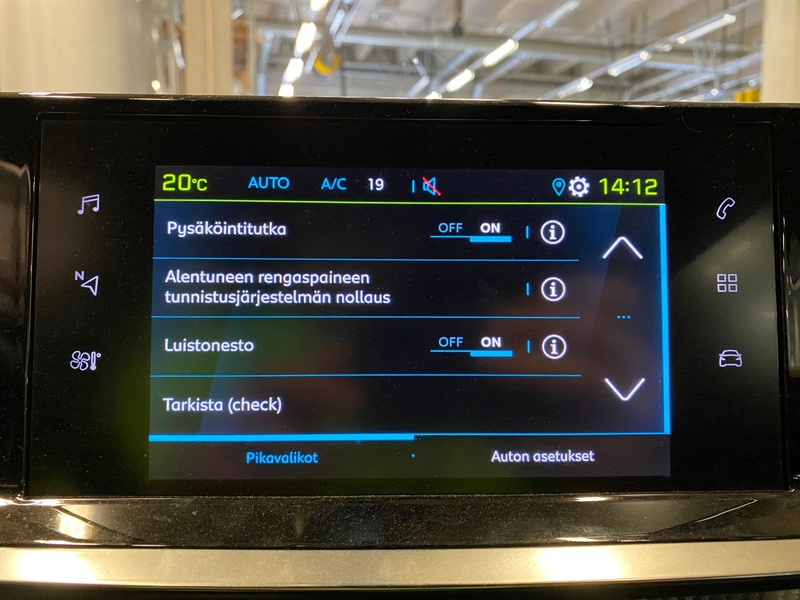 20°C AUTO A/C 19 14:12
Pysäköintitutka OFF ON
Alentuneen rengaspaineen
tunnistusjärjestelmän nollaus
Luistonesto OFF ON
Tarkista (check)
Pikavalikot Auton asetukset
N